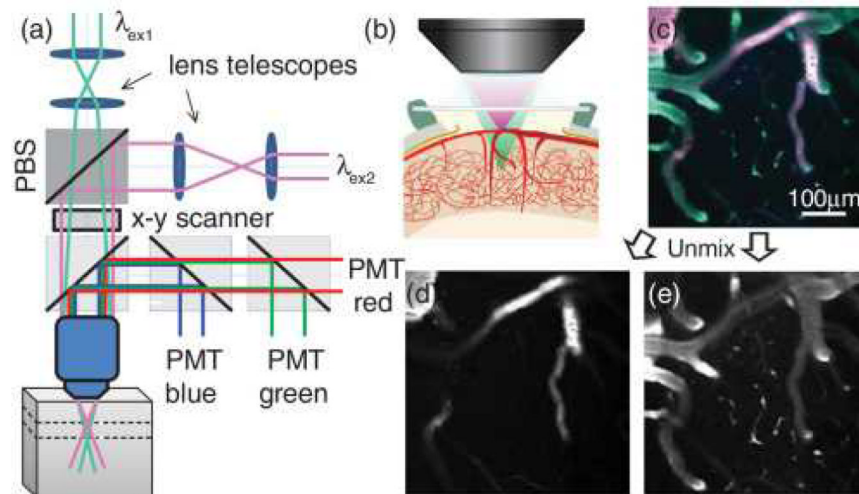 (a)
λex1
lens telescopes
PBS
λex2
x-y scanner
PMT
red
PMT
blue
PMT
green
(b)
(c)
100μm
Unmix
(d)
(e)